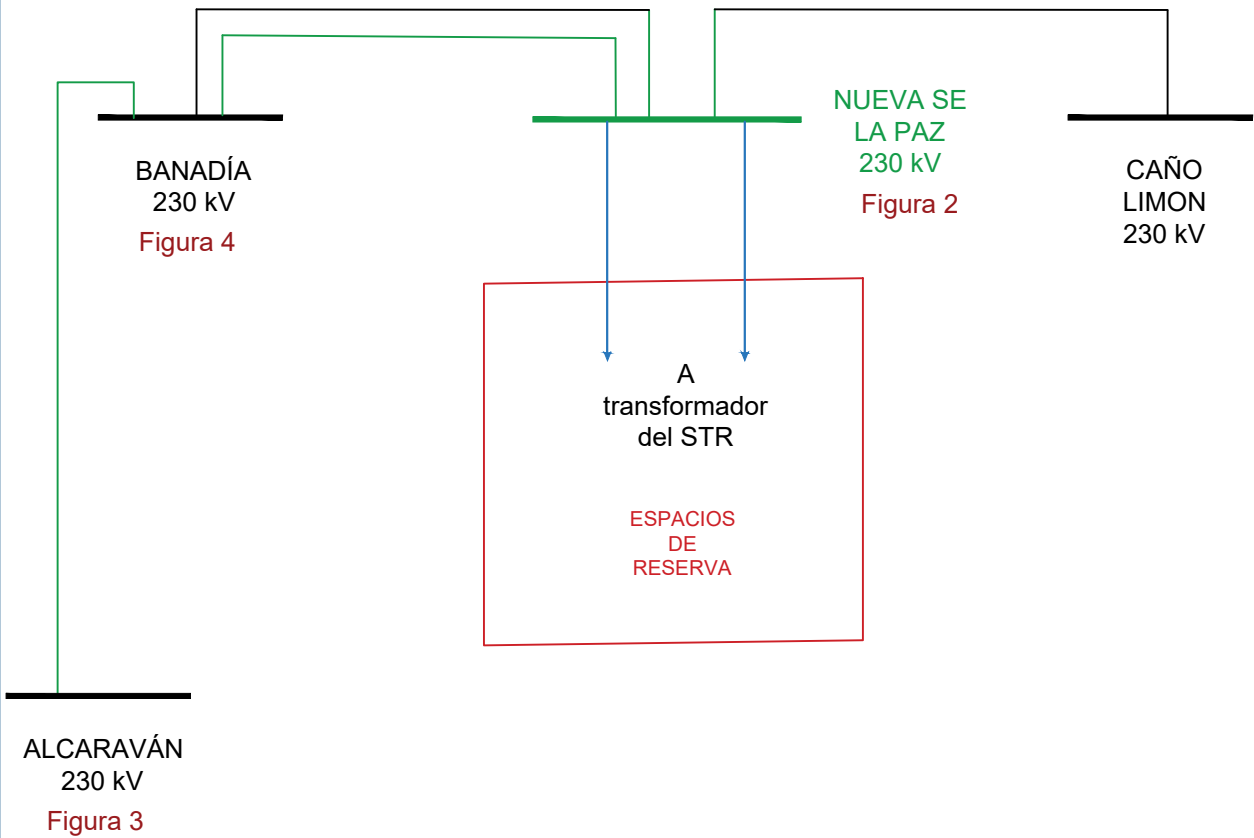 NUEVA SE
LA PAZ
230 kV
Figura 2
BANADÍA
230 kV
Figura 4
CAÑO
LIMON
230 kV
A
transformador
del STR
ESPACIOS
DE
RESERVA
ALCARAVÁN
230 kV
Figura 3